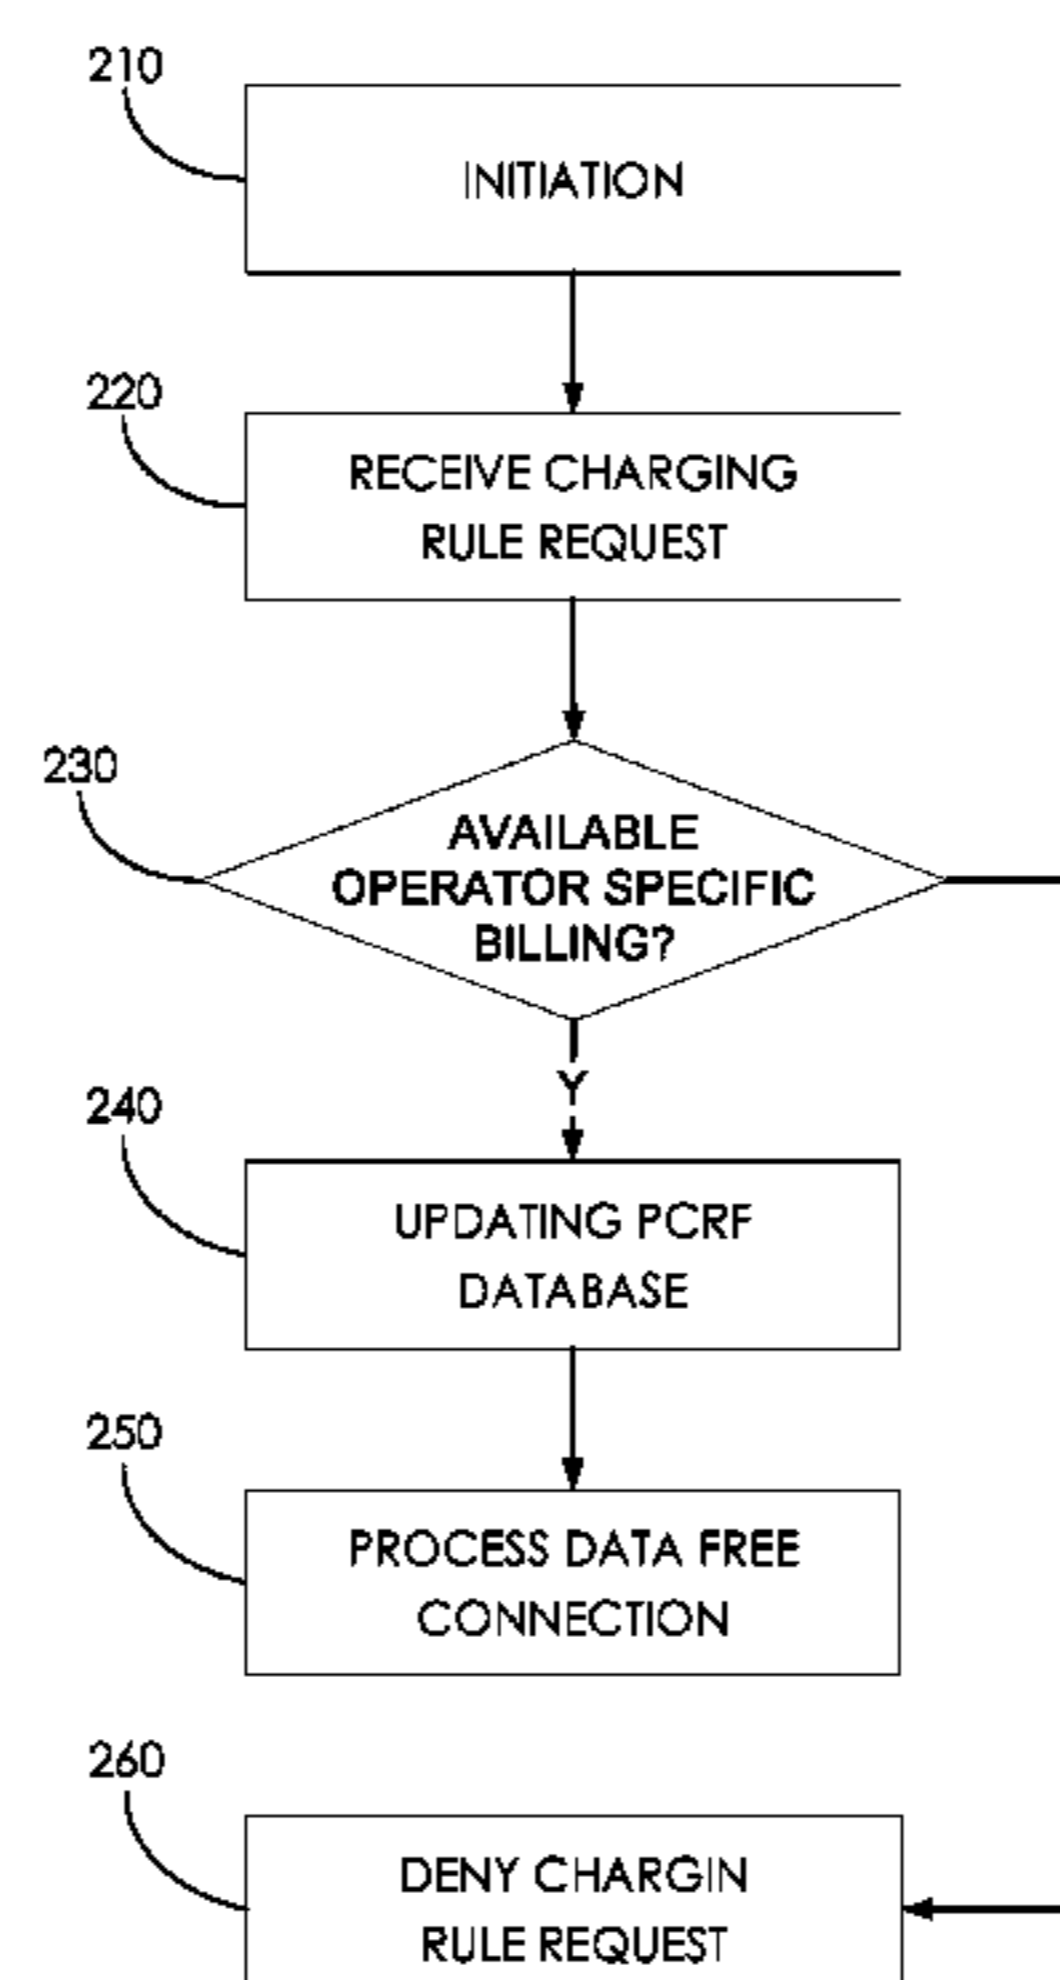 210
INITIATION
220
RECEIVE CHARGING
RULE REQUEST
230
AVAILABLE
OPERATOR SPECIFIC
BILLING?
Y
240
UPDATING PCRF
DATABASE
250
PROCESS DATA FREE
CONNECTION
260
DENY CHARGIN
RULE REQUEST